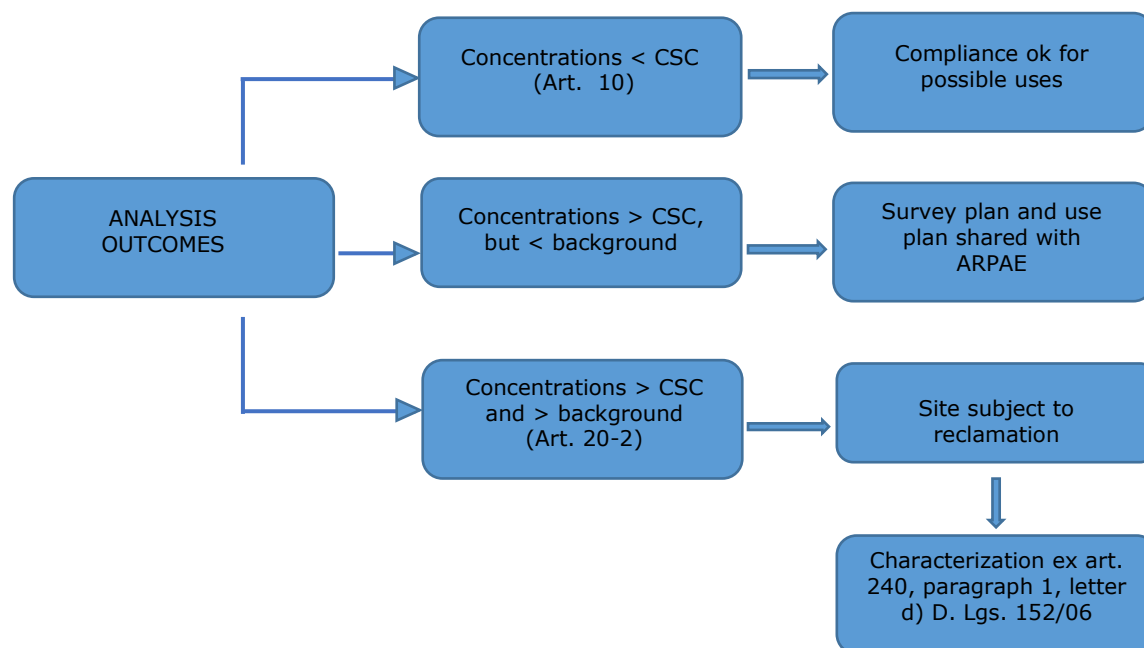 Concentrations < CSC
(Art. 10)
Compliance ok for
possible uses
ANALYSIS
OUTCOMES
Concentrations > CSC,
but < background
Survey plan and use
plan shared with
ARPAE
Concentrations > CSC
and > background
(Art. 20-2)
Site subject to
reclamation
Characterization ex art.
240, paragraph 1, letter
d) D. Lgs. 152/06